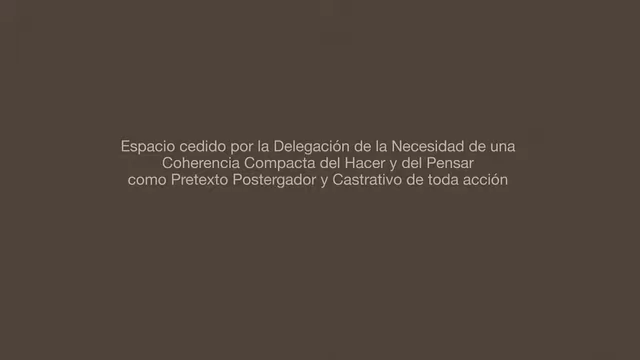 Espacio cedido por la Delegación de la Necesidad de una
Coherencia Compacta del Hacer y del Pensar
como Pretexto Postergador y Castrativo de toda acción